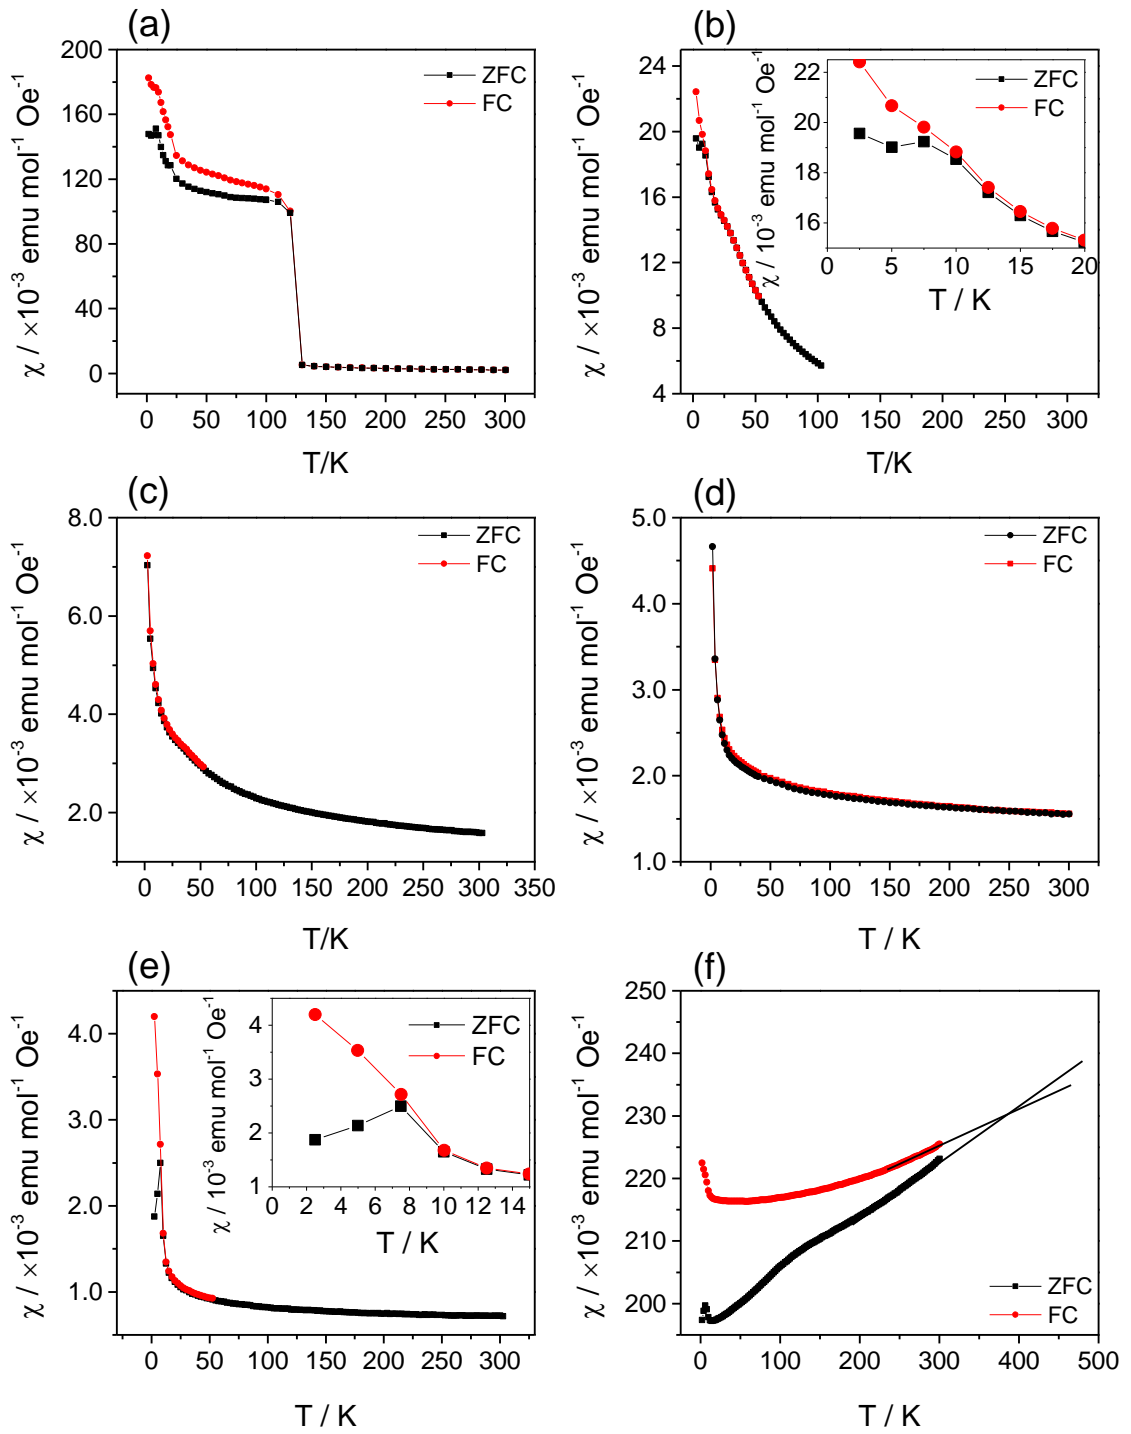 (a)
χ / ×10⁻³ emu mol⁻¹ Oe⁻¹
200
160
120
80
40
0
ZFC
FC
0 50 100 150 200 250 300
T/K
(b)
χ / ×10⁻³ emu mol⁻¹ Oe⁻¹
24
20
16
12
8
4
0 50 100 150 200 250 300
T/K
χ / 10⁻³ emu mol⁻¹ Oe⁻¹
22
20
18
16
ZFC
FC
0 5 10 15 20
T / K
(c)
χ / ×10⁻³ emu mol⁻¹ Oe⁻¹
8.0
6.0
4.0
2.0
ZFC
FC
0 50 100 150 200 250 300 350
T/K
(d)
χ / ×10⁻³ emu mol⁻¹ Oe⁻¹
5.0
4.0
3.0
2.0
1.0
ZFC
FC
0 50 100 150 200 250 300
T / K
(e)
χ / ×10⁻³ emu mol⁻¹ Oe⁻¹
4.0
3.0
2.0
1.0
0 50 100 150 200 250 300
T / K
χ / 10⁻³ emu mol⁻¹ Oe⁻¹
4
3
2
1
ZFC
FC
0 2 4 6 8 10 12 14
T / K
(f)
χ / ×10⁻³ emu mol⁻¹ Oe⁻¹
250
240
230
220
210
200
ZFC
FC
0 100 200 300 400 500
T / K